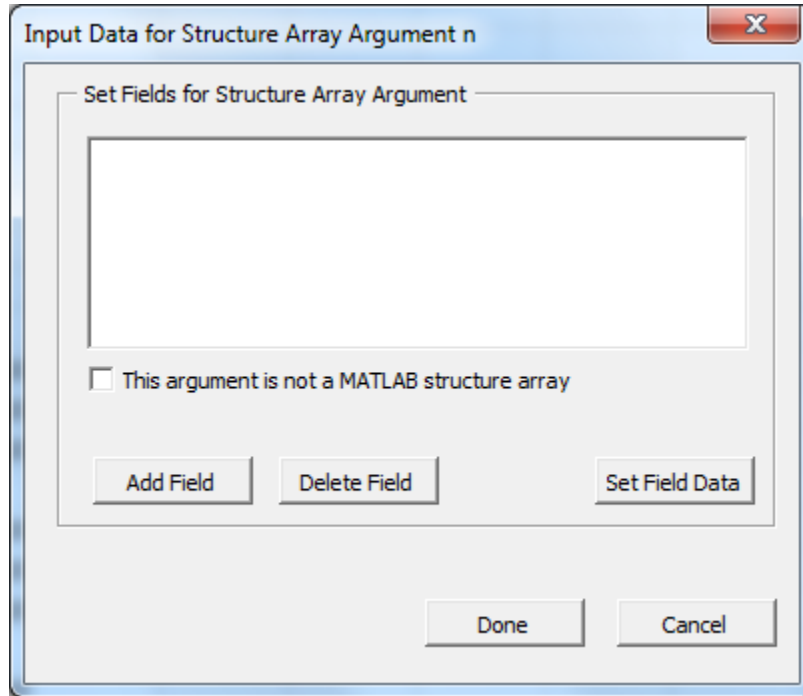 Input Data for Structure Array Argument n
Set Fields for Structure Array Argument
This argument is not a MATLAB structure array
Add Field Delete Field Set Field Data
Done Cancel